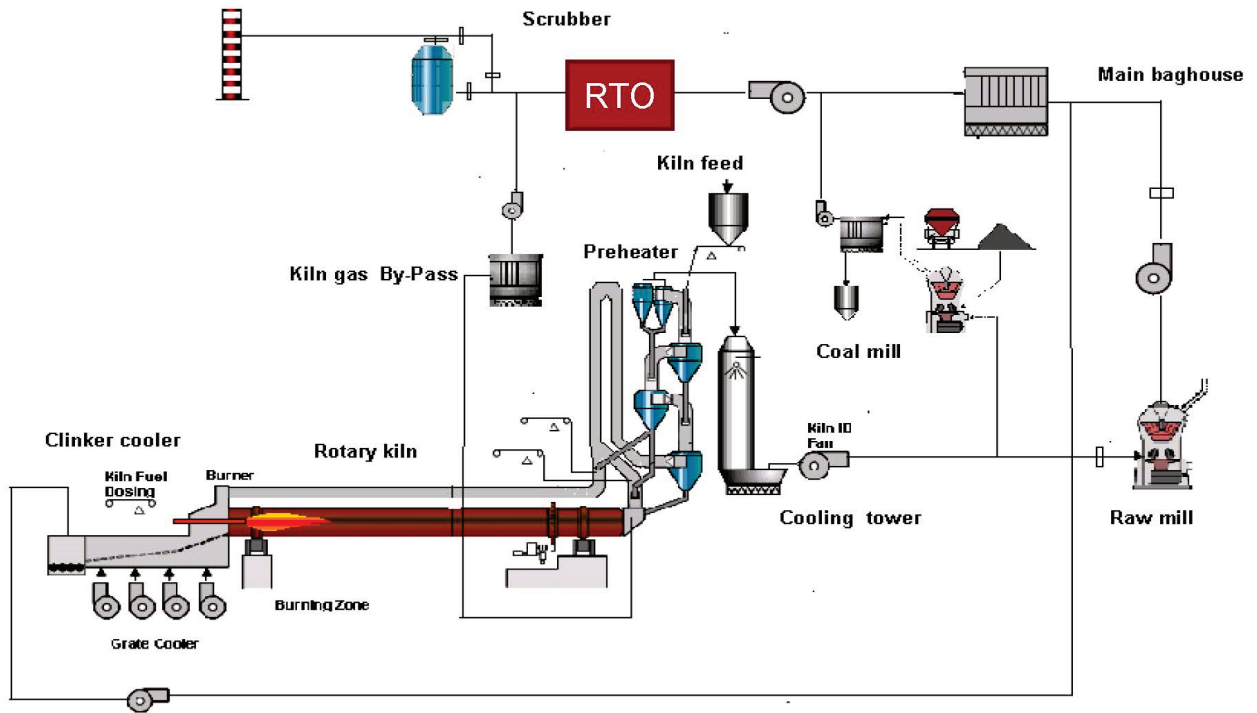 Scrubber
RTO
Main baghouse
Kiln feed
Preheater
Kiln gas By-Pass
Coal mill
Clinker cooler
Kiln Fuel
Dosing
Burner
Rotary kiln
Kiln ID
Fan
Cooling tower
Raw mill
Burning Zone
Grate Cooler